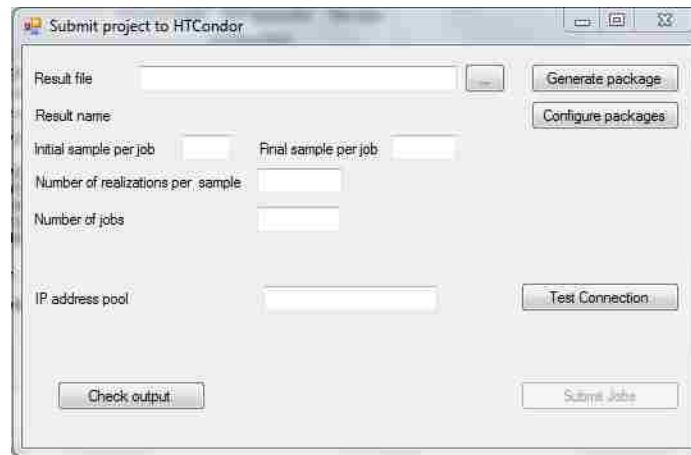 Submit project to HTCondor
Result file ... Generate package
Result name Configure packages
Initial sample per job Final sample per job
Number of realizations per sample
Number of jobs
IP address pool Test Connection
Check output Submit Jobs